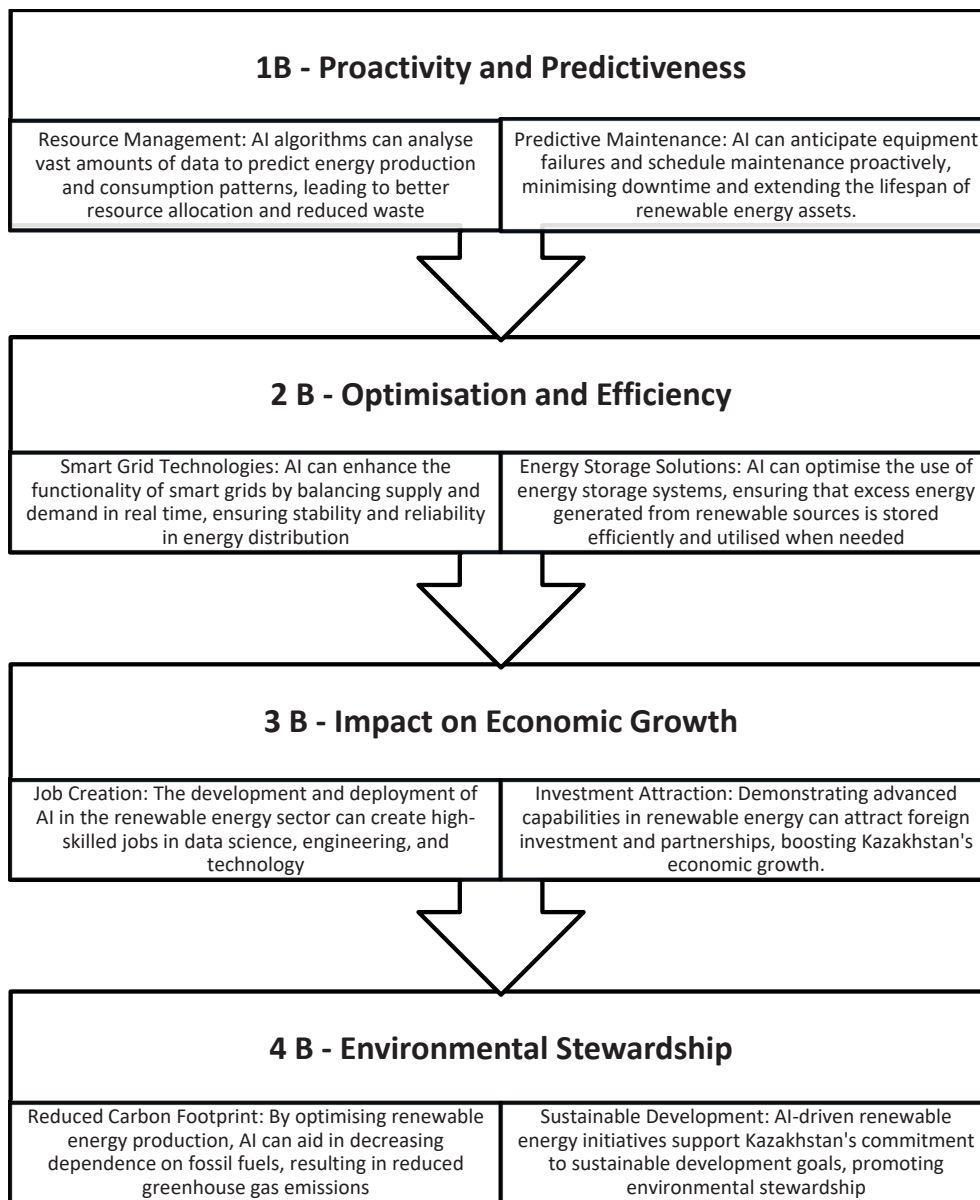 1B - Proactivity and Predictiveness
Resource Management: AI algorithms can analyse
vast amounts of data to predict energy production
and consumption patterns, leading to better
resource allocation and reduced waste
Predictive Maintenance: AI can anticipate equipment
failures and schedule maintenance proactively,
minimising downtime and extending the lifespan of
renewable energy assets.
2 B - Optimisation and Efficiency
Smart Grid Technologies: AI can enhance the
functionality of smart grids by balancing supply and
demand in real time, ensuring stability and reliability
in energy distribution
Energy Storage Solutions: AI can optimise the use of
energy storage systems, ensuring that excess energy
generated from renewable sources is stored
efficiently and utilised when needed
3 B - Impact on Economic Growth
Job Creation: The development and deployment of
AI in the renewable energy sector can create high-
skilled jobs in data science, engineering, and
technology
Investment Attraction: Demonstrating advanced
capabilities in renewable energy can attract foreign
investment and partnerships, boosting Kazakhstan's
economic growth.
4 B - Environmental Stewardship
Reduced Carbon Footprint: By optimising renewable
energy production, AI can aid in decreasing
dependence on fossil fuels, resulting in reduced
greenhouse gas emissions
Sustainable Development: AI-driven renewable
energy initiatives support Kazakhstan's commitment
to sustainable development goals, promoting
environmental stewardship